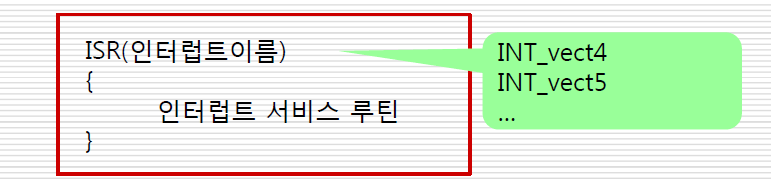 ISR(인터럽트이름)
{
인터럽트 서비스 루틴
}
INT_vect4
INT_vect5
...